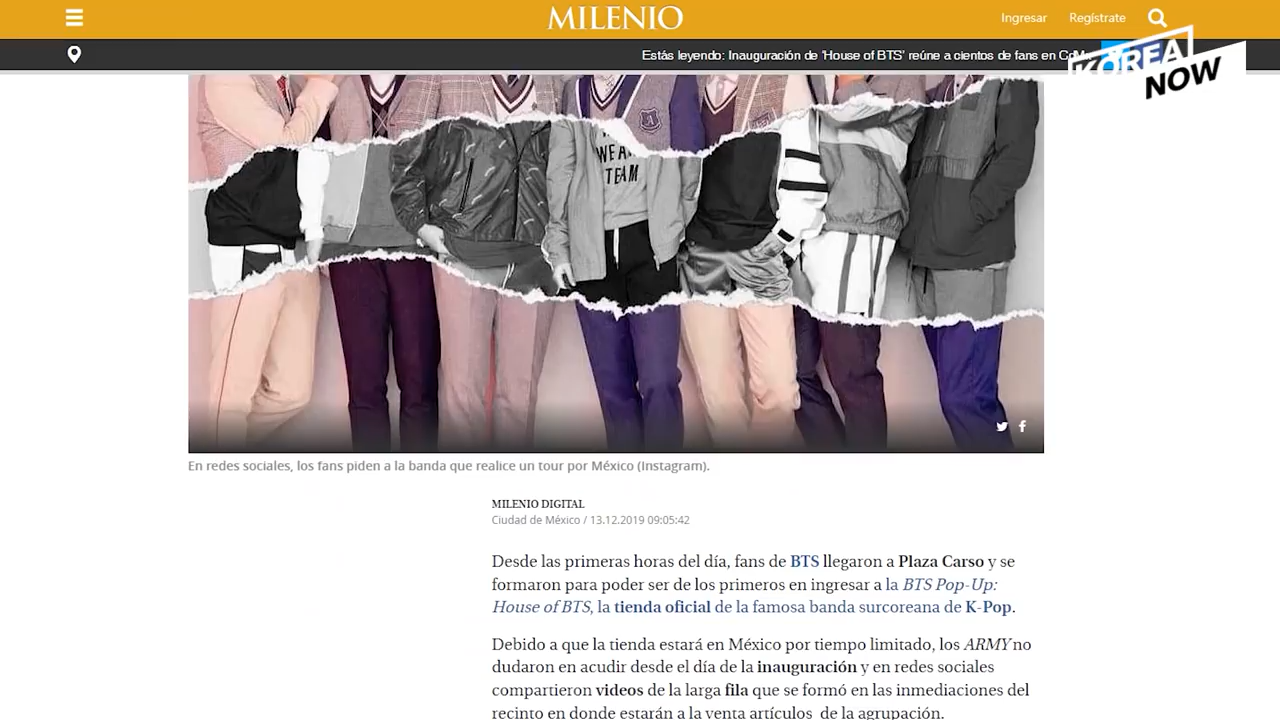 MILENIO
Ingresar
Regístrate
Estás leyendo: Inauguración de 'House of BTS' reúne a cientos de fans en
KOREA
NOW
TEAM
En redes sociales, los fans piden a la banda que realice un tour por México (Instagram).
MILENIO DIGITAL
Ciudad de México / 13.12.2019 09:05:42
Desde las primeras horas del día, fans de BTS llegaron a Plaza Carso y se
formaron para poder ser de los primeros en ingresar a la BTS Pop-Up:
House of BTS, la tienda oficial de la famosa banda surcoreana de K-Pop.
Debido a que la tienda estará en México por tiempo limitado, los ARMY no
dudaron en acudir desde el día de la inauguración y en redes sociales
compartieron videos de la larga fila que se formó en las inmediaciones del
recinto en donde estarán a la venta artículos de la agrupación.